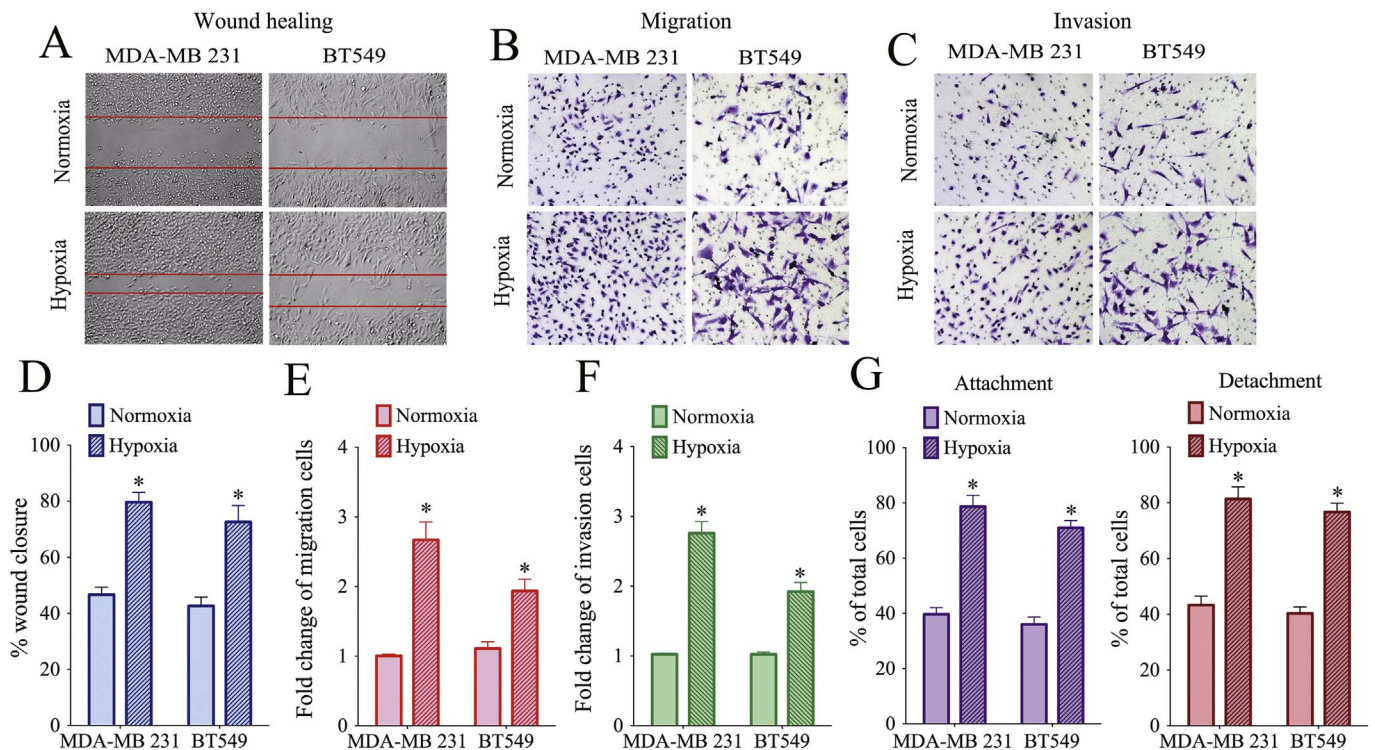 Wound healing
A
MDA-MB 231 BT549
Normoxia
Hypoxia
Migration
B
MDA-MB 231 BT549
Normoxia
Hypoxia
Invasion
C
MDA-MB 231 BT549
Normoxia
Hypoxia
D
Normoxia
Hypoxia
% wound closure
100
80
60
40
20
0
*
*
MDA-MB 231 BT549
E
Normoxia
Hypoxia
Fold change of migration cells
4
3
2
1
0
*
*
MDA-MB 231 BT549
F
Normoxia
Hypoxia
Fold change of invasion cells
4
3
2
1
0
*
*
MDA-MB 231 BT549
G
Attachment
Normoxia
Hypoxia
% of total cells
100
80
60
40
20
0
*
*
MDA-MB 231 BT549
Detachment
Normoxia
Hypoxia
% of total cells
100
80
60
40
20
0
*
*
MDA-MB 231 BT549